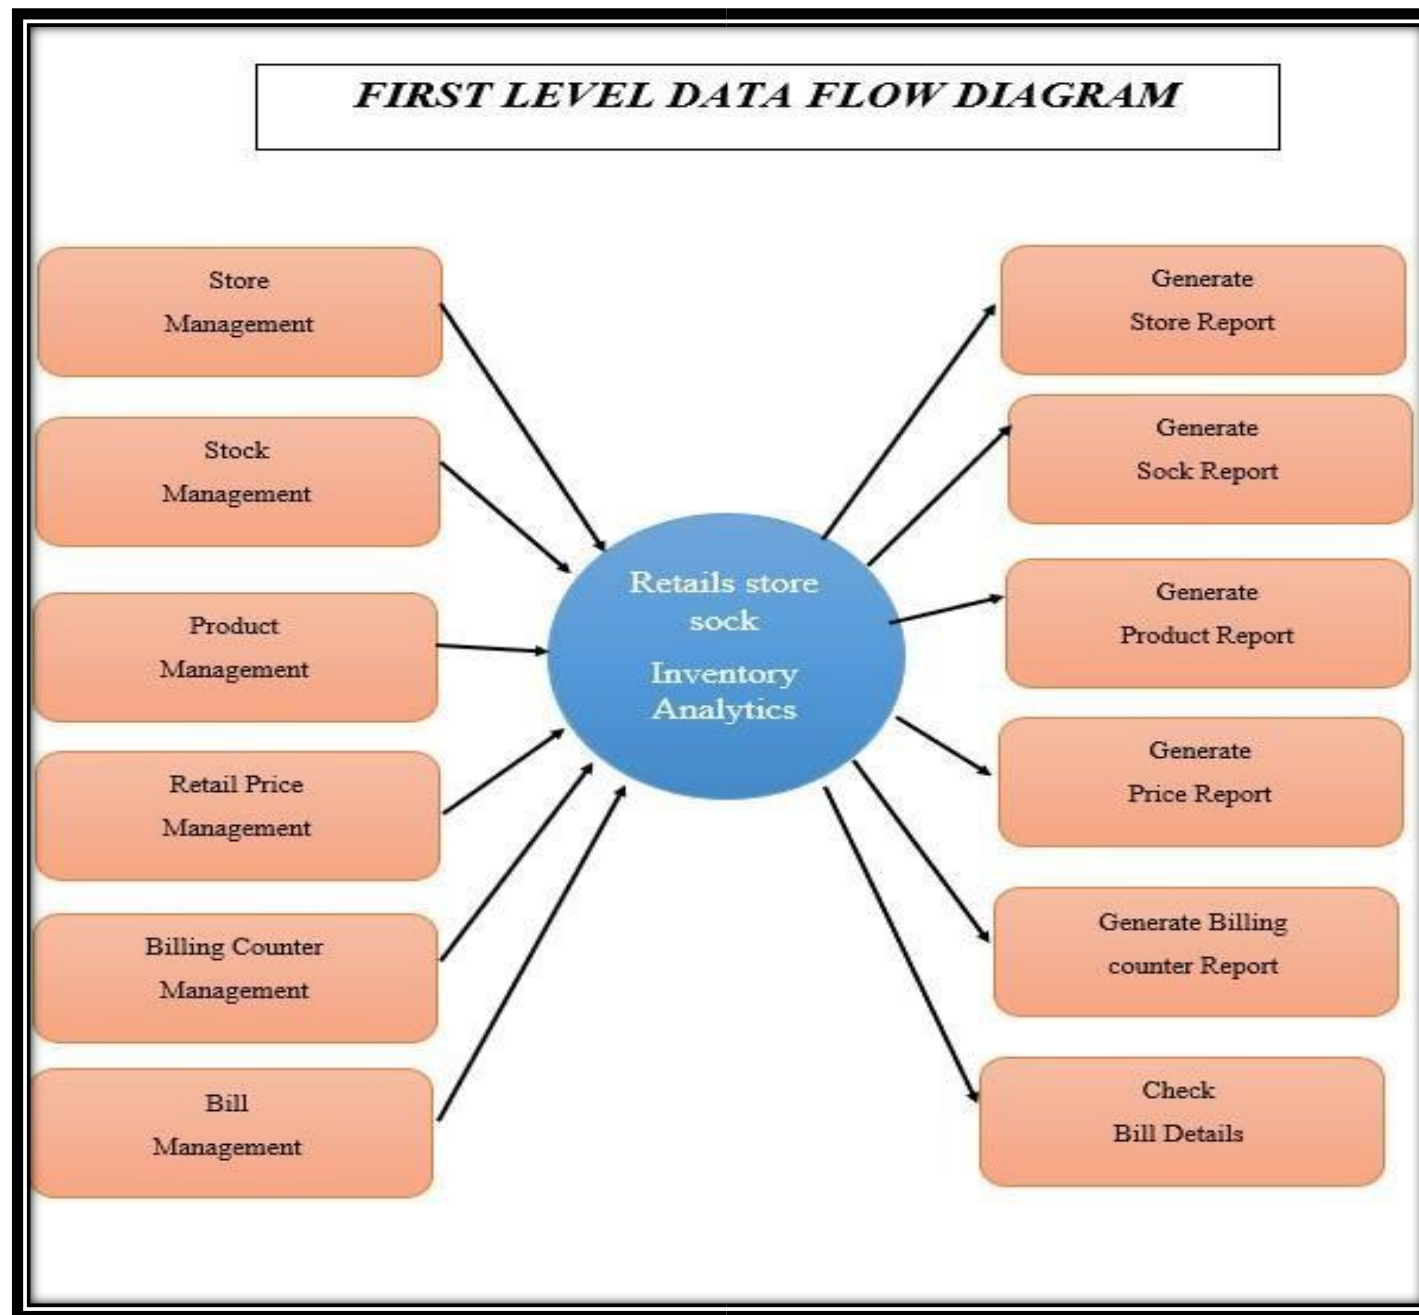 FIRST LEVEL DATA FLOW DIAGRAM
Store
Management
Stock
Management
Product
Management
Retail Price
Management
Billing Counter
Management
Bill
Management
Retails store
sock
Inventory
Analytics
Generate
Store Report
Generate
Sock Report
Generate
Product Report
Generate
Price Report
Generate Billing
counter Report
Check
Bill Details